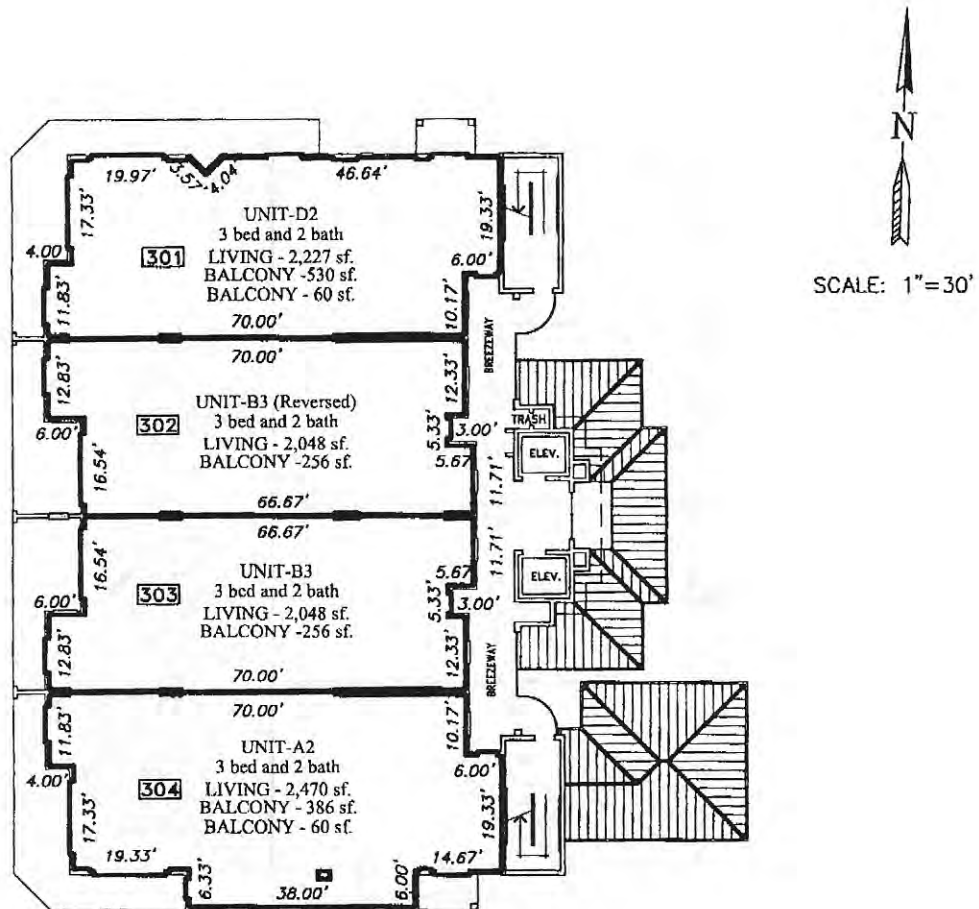 N
SCALE: 1"=30'
19.97'
3.57'
4.04
46.64'
17.33'
19.33'
UNIT-D2
3 bed and 2 bath
LIVING - 2,227 sf.
BALCONY -530 sf.
BALCONY - 60 sf.
301
4.00'
6.00'
11.83'
10.17'
70.00'
BREEZEWAY
70.00'
12.83'
12.33'
UNIT-B3 (Reversed)
3 bed and 2 bath
LIVING - 2,048 sf.
BALCONY -256 sf.
302
TRASH
6.00'
5.33'
3.00'
ELEV.
5.67
16.54'
11.71'
66.67'
66.67'
16.54'
11.71'
UNIT-B3
3 bed and 2 bath
LIVING - 2,048 sf.
BALCONY -256 sf.
303
5.67
ELEV.
6.00'
5.33'
3.00'
12.83'
12.33'
BREEZEWAY
70.00'
70.00'
11.83'
10.17'
UNIT-A2
3 bed and 2 bath
LIVING - 2,470 sf.
BALCONY - 386 sf.
BALCONY - 60 sf.
304
4.00'
6.00'
17.33'
19.33'
19.33'
14.67'
6.33'
38.00'
6.00'